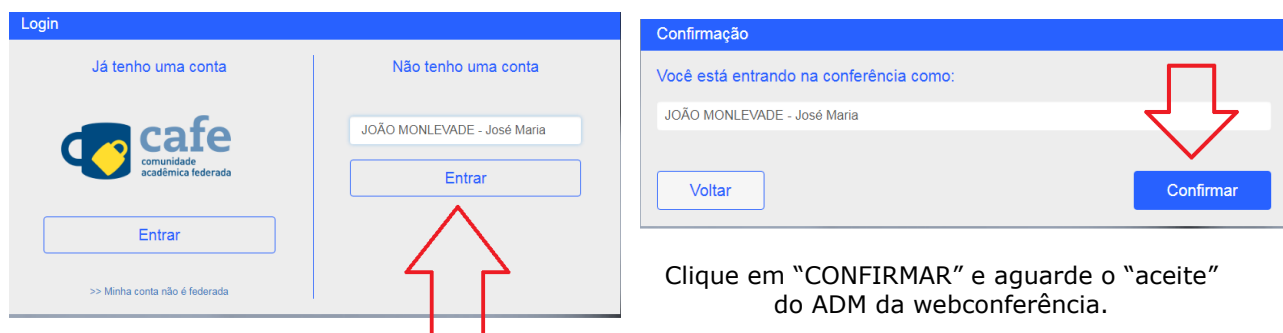 Login
Já tenho uma conta
cafe
comunidade
acadêmica federada
Entrar
>> Minha conta não é federada
Não tenho uma conta
JOÃO MONLEVADE - José Maria
Entrar
Confirmação
Você está entrando na conferência como:
JOÃO MONLEVADE - José Maria
Voltar
Confirmar
Clique em “CONFIRMAR” e aguarde o “aceite”
do ADM da webconferência.